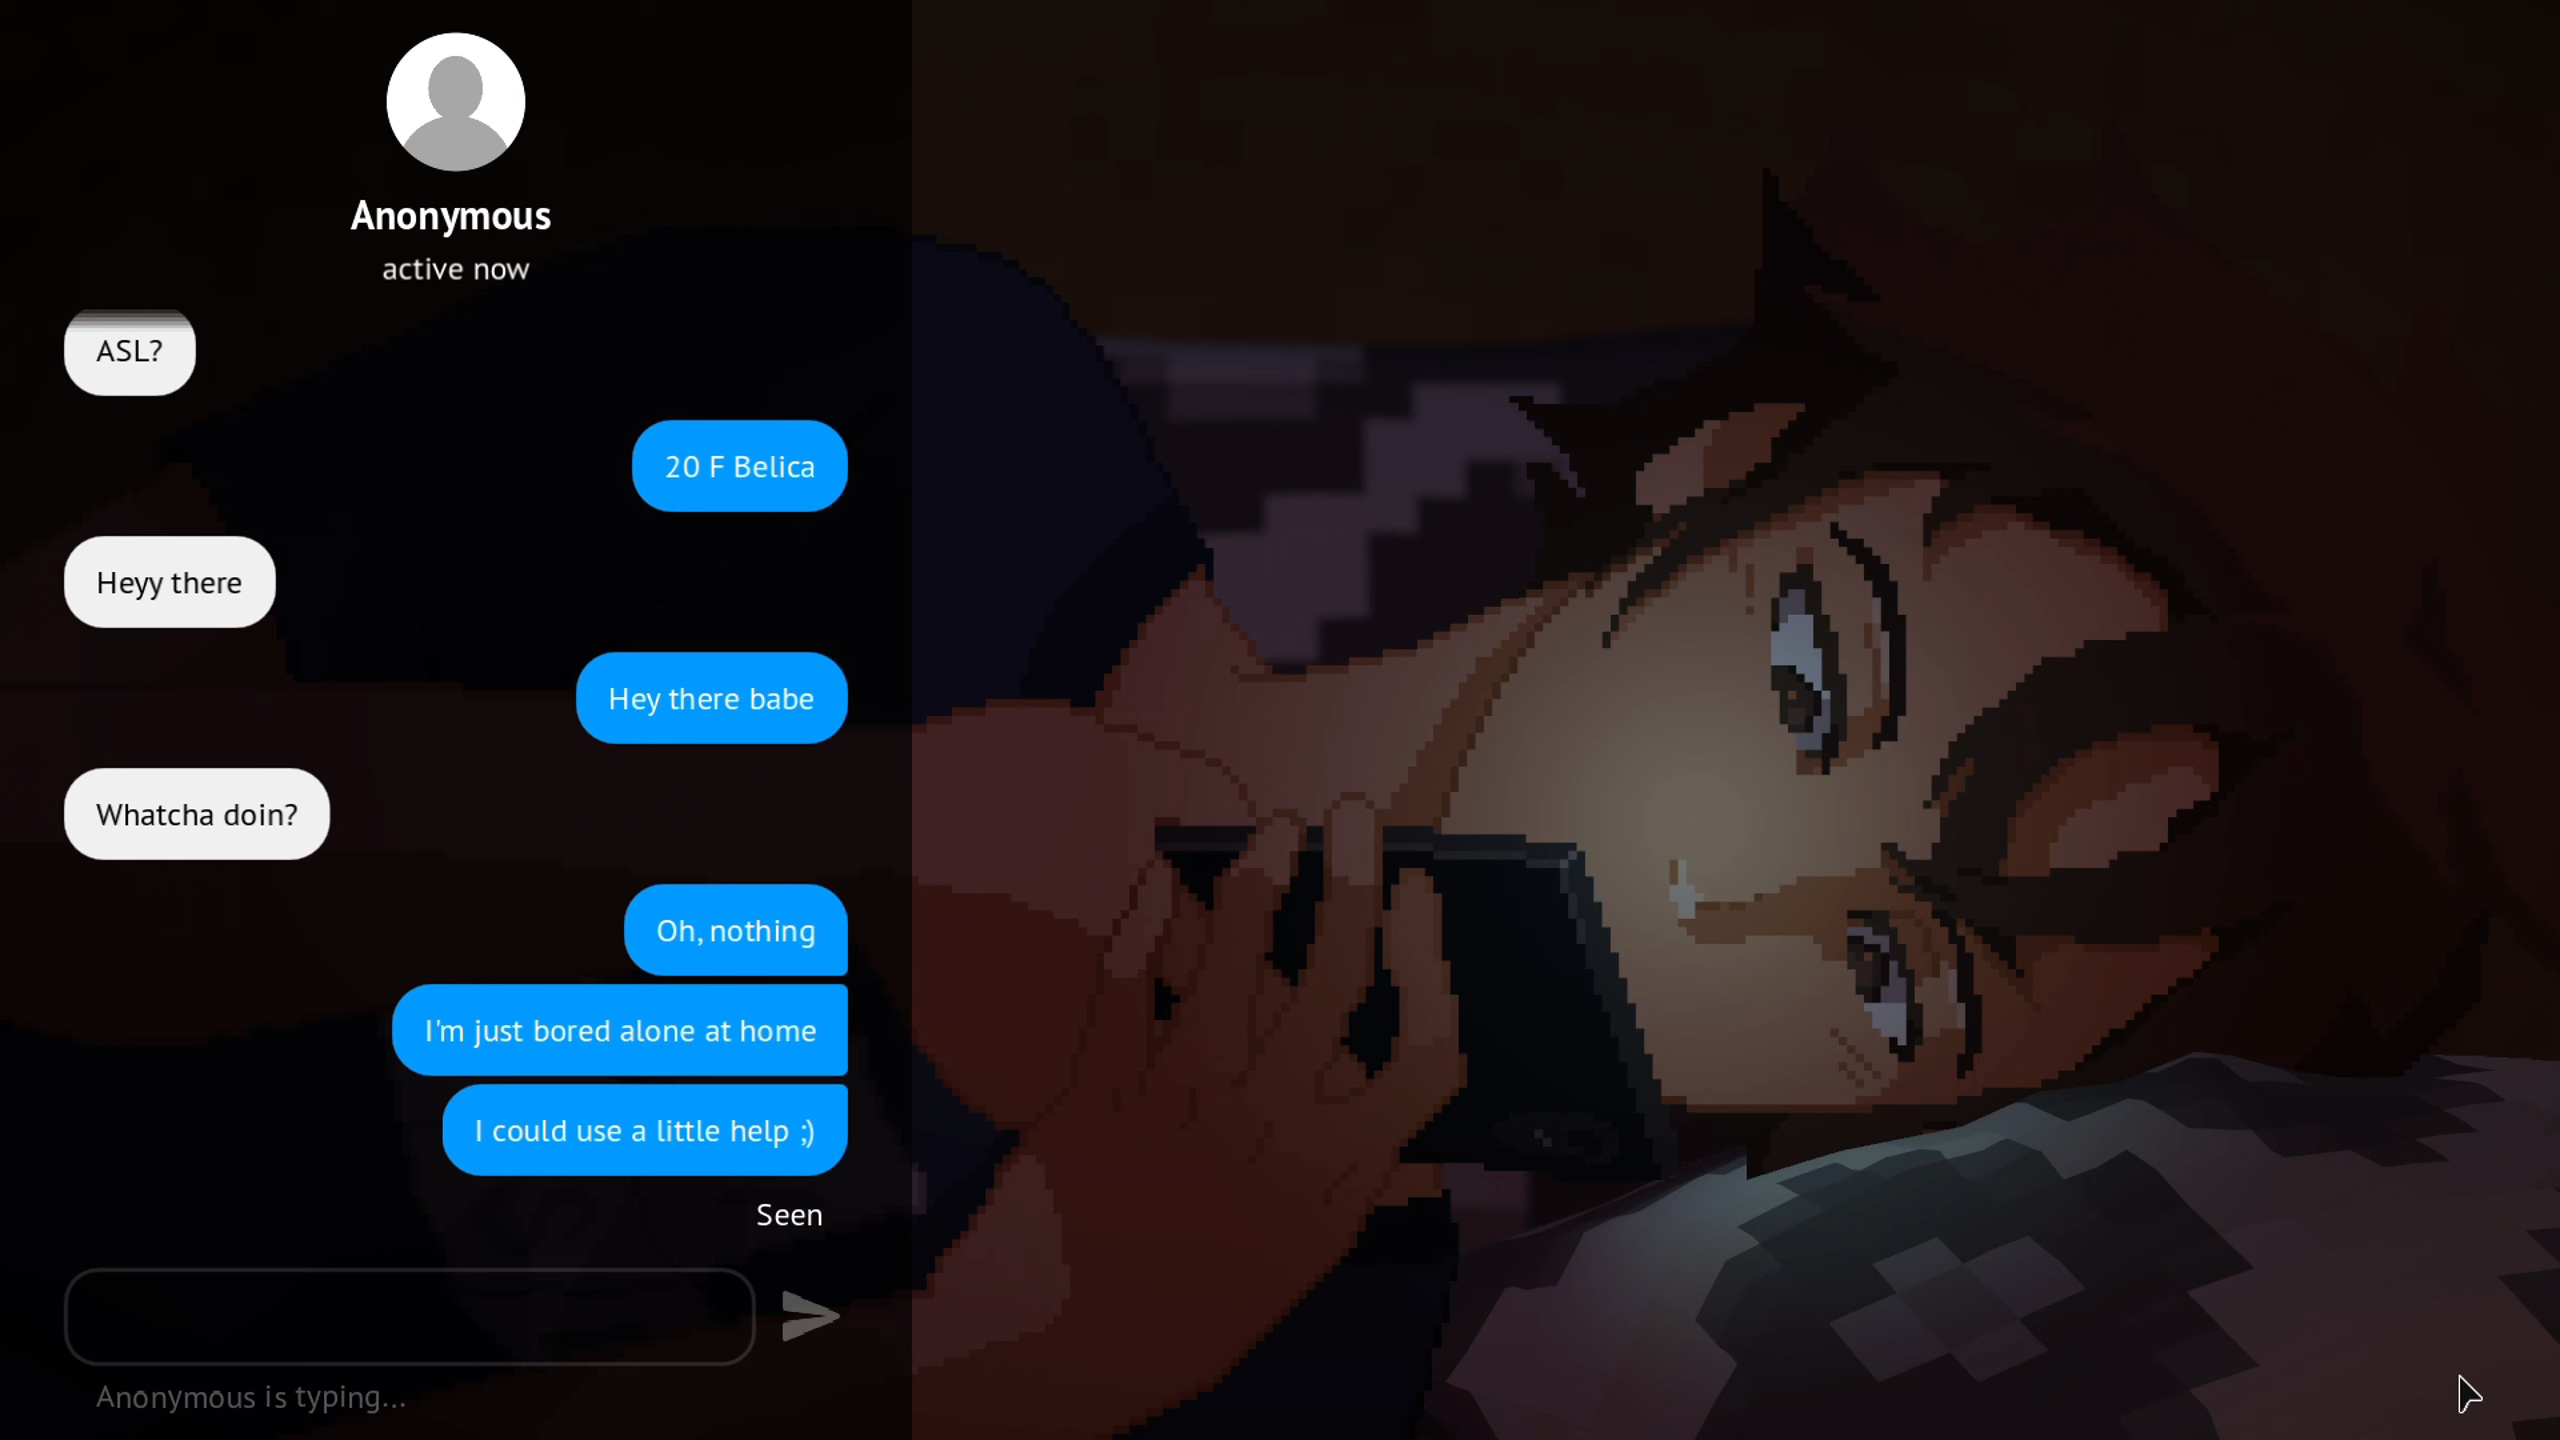 Anonymous
active now
ASL?
20 F Belica
Heyy there
Hey there babe
Whatcha doin?
Oh, nothing
I'm just bored alone at home
I could use a little help ;)
Seen
Anonymous is typing...